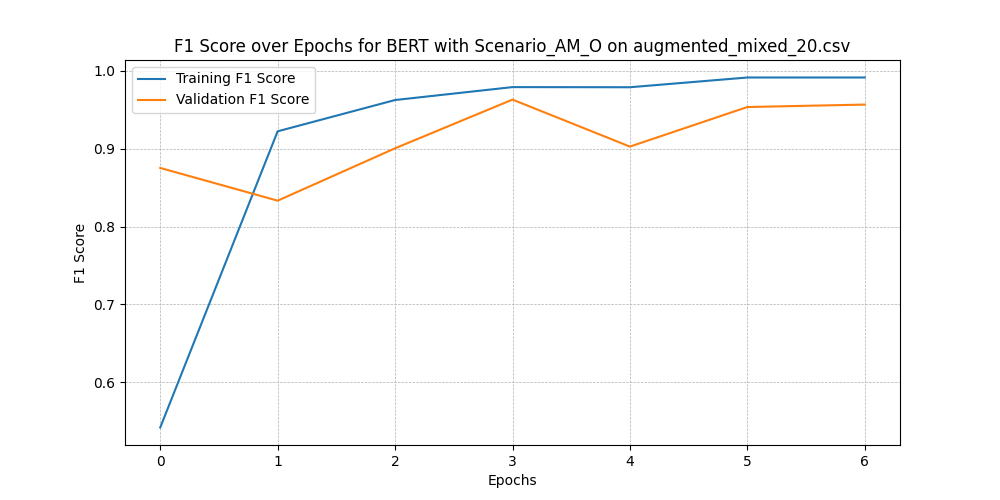 F1 Score over Epochs for BERT with Scenario_AM_O on augmented_mixed_20.csv
Training F1 Score
Validation F1 Score
F1 Score
1.0
0.9
0.8
0.7
0.6
0 1 2 3 4 5 6
Epochs